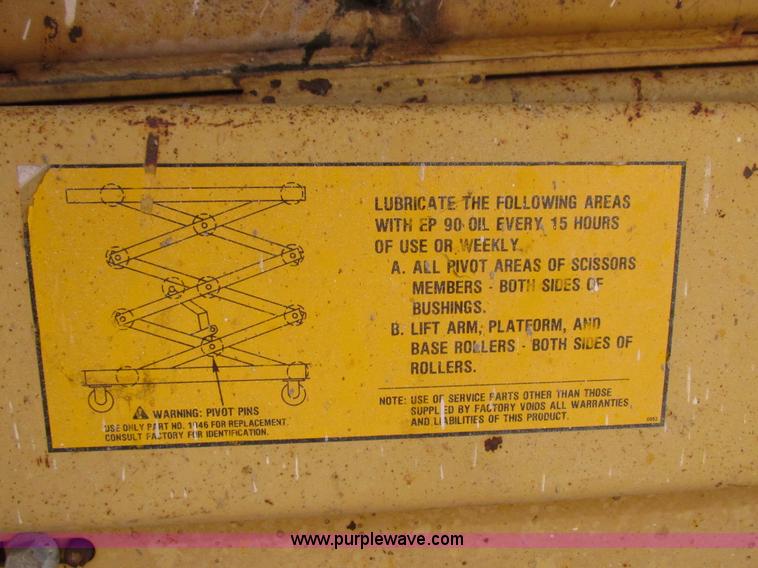 LUBRICATE THE FOLLOWING AREAS
WITH EP 90 OIL EVERY 15 HOURS
OF USE OR WEEKLY.
A. ALL PIVOT AREAS OF SCISSORS
MEMBERS - BOTH SIDES OF
BUSHINGS.
B. LIFT ARM, PLATFORM, AND
BASE ROLLERS - BOTH SIDES OF
ROLLERS.
NOTE: USE OF SERVICE PARTS OTHER THAN THOSE
SUPPLIED BY FACTORY VOIDS ALL WARRANTIES
AND LIABILITIES OF THIS PRODUCT.
WARNING: PIVOT PINS
USE ONLY PART NO. 1046 FOR REPLACEMENT.
CONSULT FACTORY FOR IDENTIFICATION.
www.purplewave.com